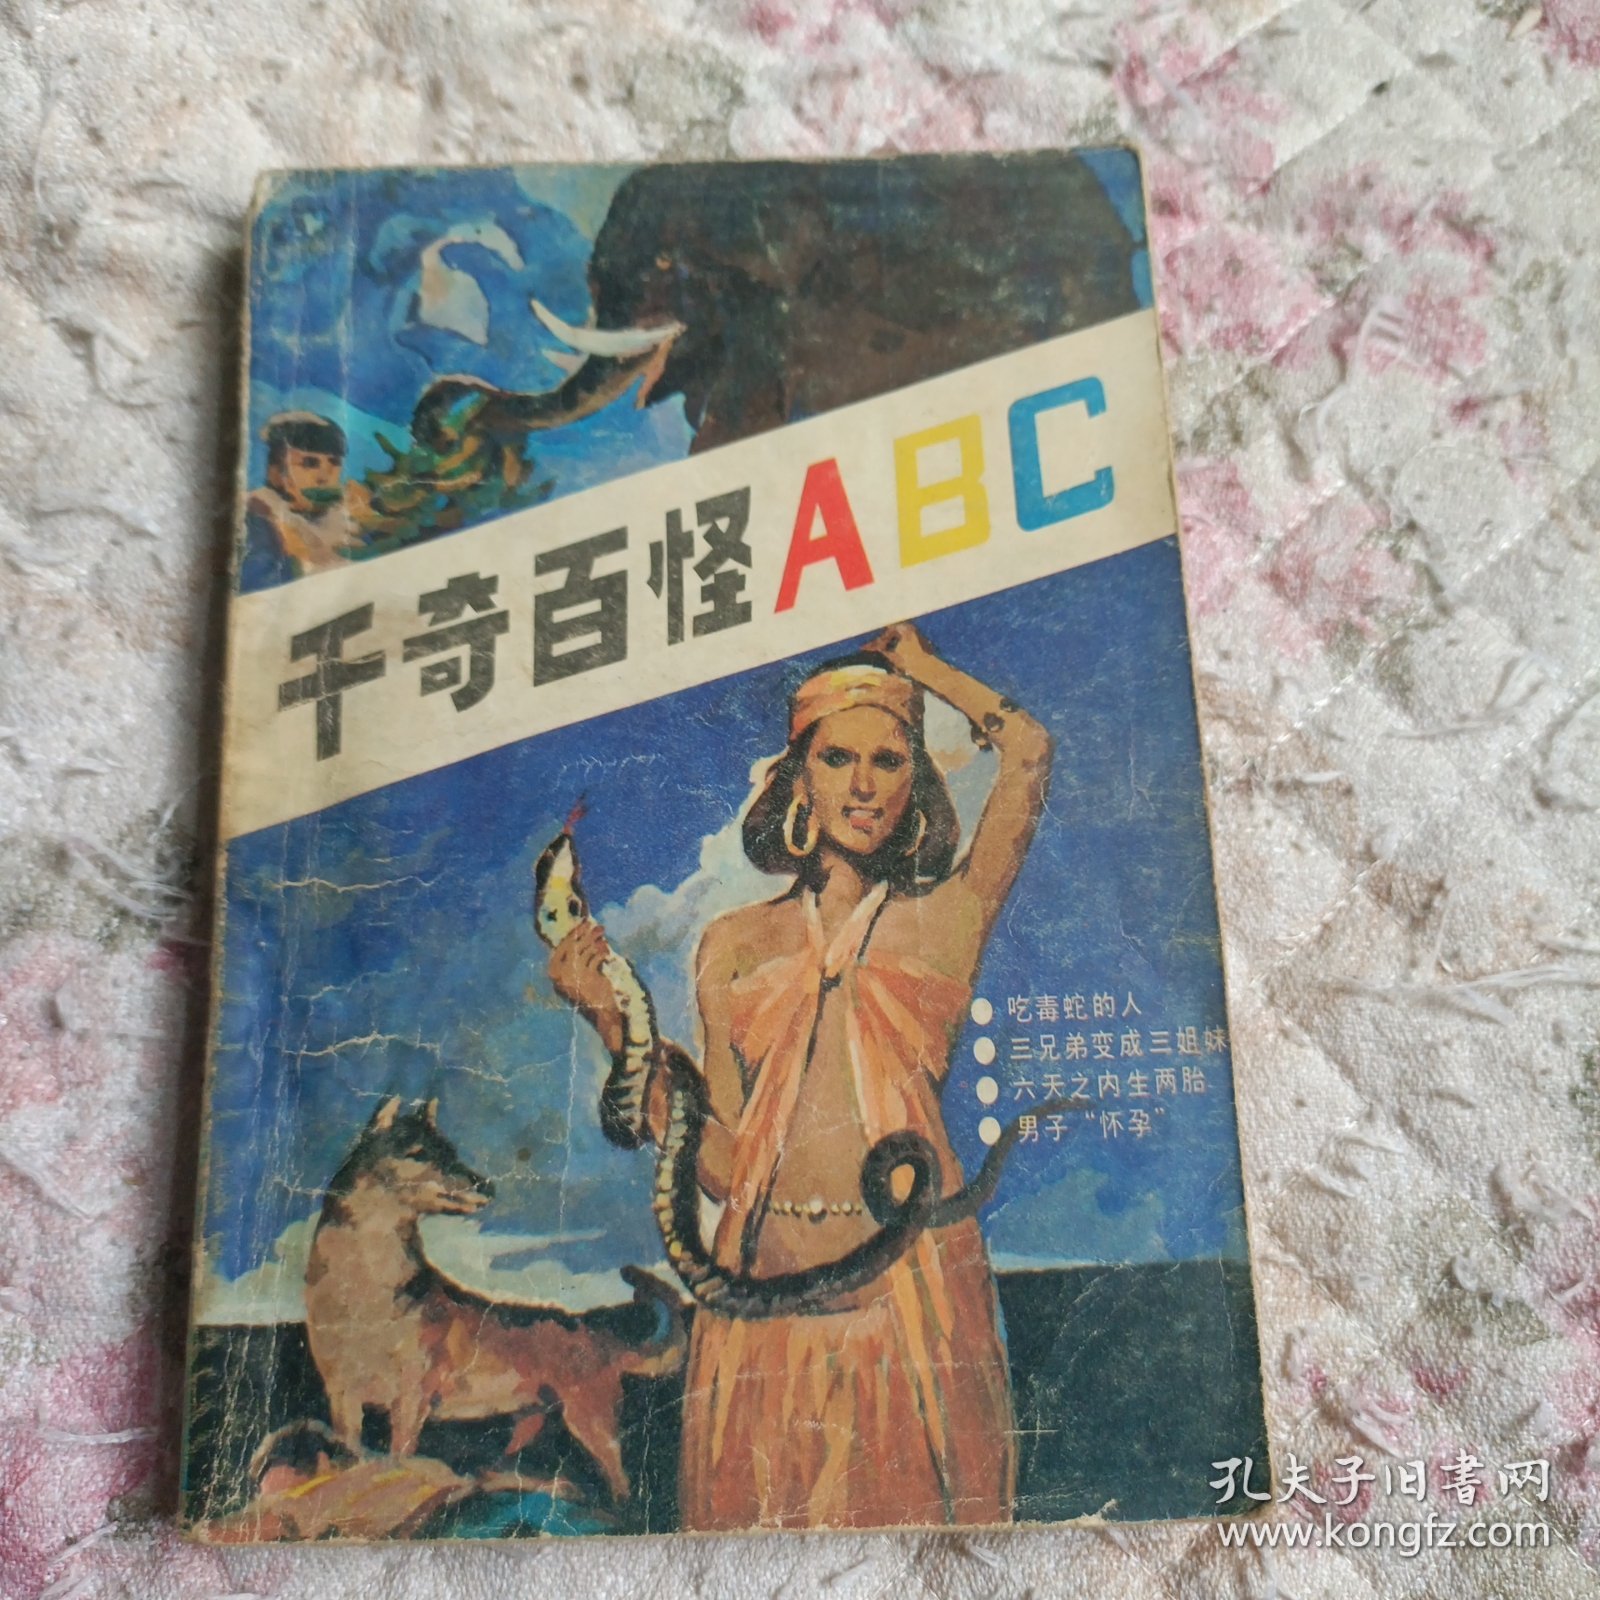 千奇百怪ABC
吃毒蛇的人
三兄弟变成三姐妹
六天之内生两胎
男子“怀孕”
孔夫子旧書网
www.kongfz.com